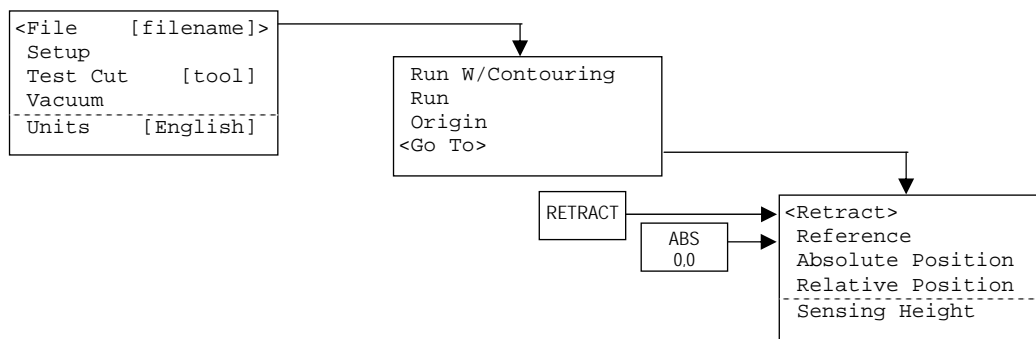 <File [filename]>
Setup
Test Cut [tool]
Vacuum
Units [English]
Run W/Contouring
Run
Origin
<Go To>
RETRACT
ABS
0,0
<Retract>
Reference
Absolute Position
Relative Position
Sensing Height